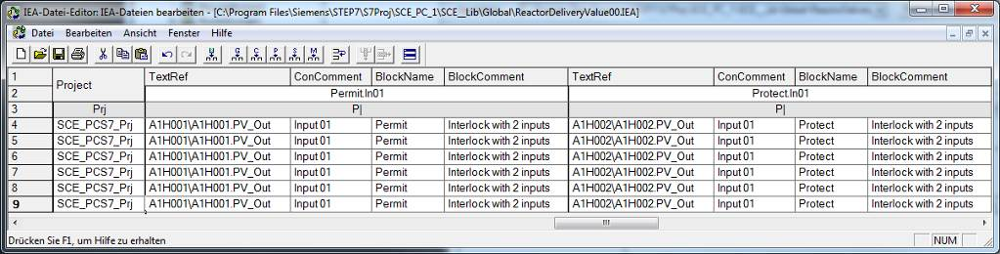 IEA-Datei-Editor: IEA-Dateien bearbeiten - [C:\Program Files\Siemens\STEP7\S7Proj\SCE_PC_1\SCE__Lib\Global\ReactorDeliveryValue00.IEA]
Datei Bearbeiten Ansicht Fenster Hilfe
1 Project TextRef ConComment BlockName BlockComment TextRef ConComment BlockName BlockComment
2 Permit.In01 Protect.In01
3 Prj P| P|
4 SCE_PCS7_Prj A1H001\A1H001.PV_Out Input 01 Permit Interlock with 2 inputs A1H002\A1H002.PV_Out Input 01 Protect Interlock with 2 inputs
5 SCE_PCS7_Prj A1H001\A1H001.PV_Out Input 01 Permit Interlock with 2 inputs A1H002\A1H002.PV_Out Input 01 Protect Interlock with 2 inputs
6 SCE_PCS7_Prj A1H001\A1H001.PV_Out Input 01 Permit Interlock with 2 inputs A1H002\A1H002.PV_Out Input 01 Protect Interlock with 2 inputs
7 SCE_PCS7_Prj A1H001\A1H001.PV_Out Input 01 Permit Interlock with 2 inputs A1H002\A1H002.PV_Out Input 01 Protect Interlock with 2 inputs
8 SCE_PCS7_Prj A1H001\A1H001.PV_Out Input 01 Permit Interlock with 2 inputs A1H002\A1H002.PV_Out Input 01 Protect Interlock with 2 inputs
9 SCE_PCS7_Prj A1H001\A1H001.PV_Out Input 01 Permit Interlock with 2 inputs A1H002\A1H002.PV_Out Input 01 Protect Interlock with 2 inputs
Drücken Sie F1, um Hilfe zu erhalten NUM